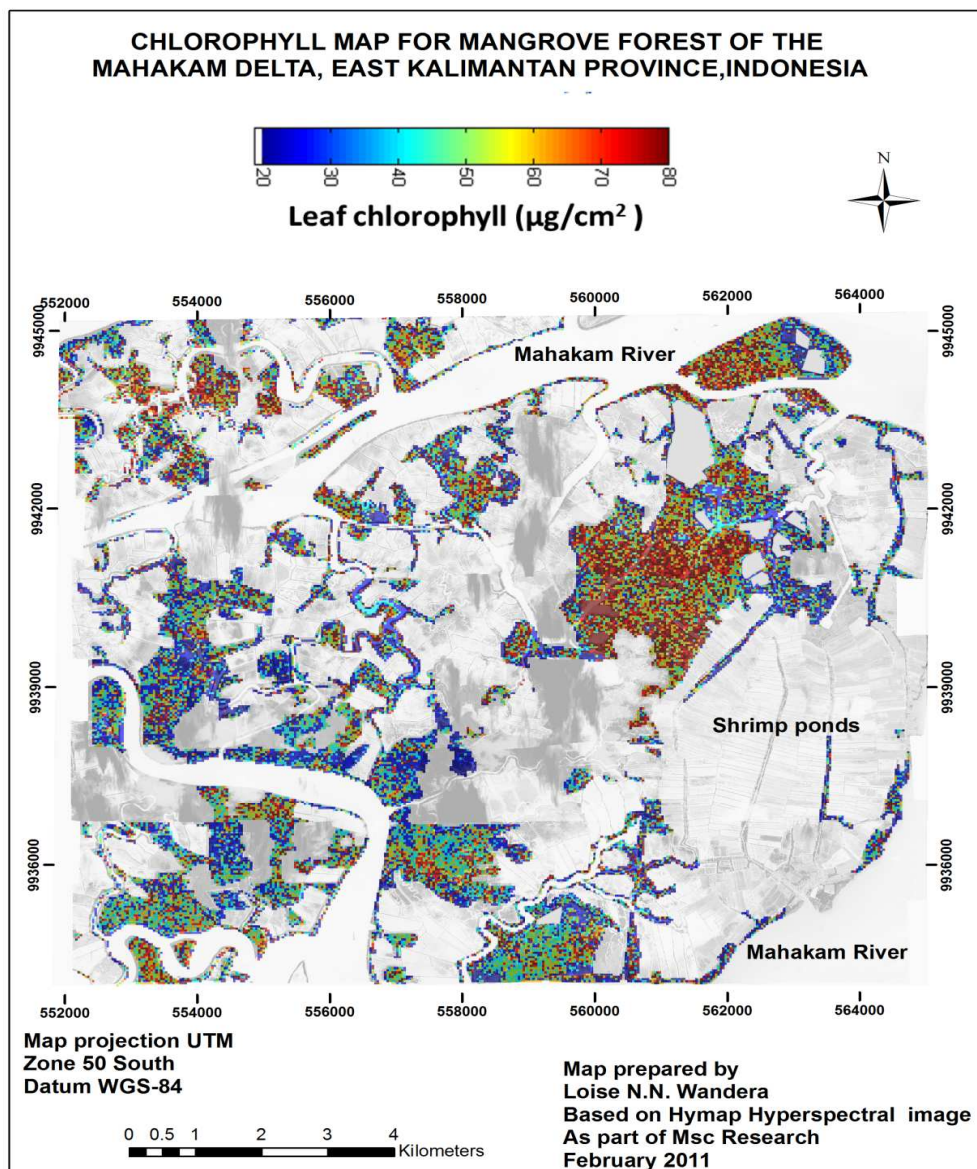 CHLOROPHYLL MAP FOR MANGROVE FOREST OF THE
MAHAKAM DELTA, EAST KALIMANTAN PROVINCE,INDONESIA
20 30 40 50 60 70 80
Leaf chlorophyll (µg/cm² )
N
552000 554000 556000 558000 560000 562000 564000
9945000 9945000
Mahakam River
9942000 9942000
9939000 9939000
Shrimp ponds
9936000 9936000
Mahakam River
552000 554000 556000 558000 560000 562000 564000
Map projection UTM
Zone 50 South
Datum WGS-84
0 0.5 1 2 3 4
Kilometers
Map prepared by
Loise N.N. Wandera
Based on Hymap Hyperspectral image
As part of Msc Research
February 2011